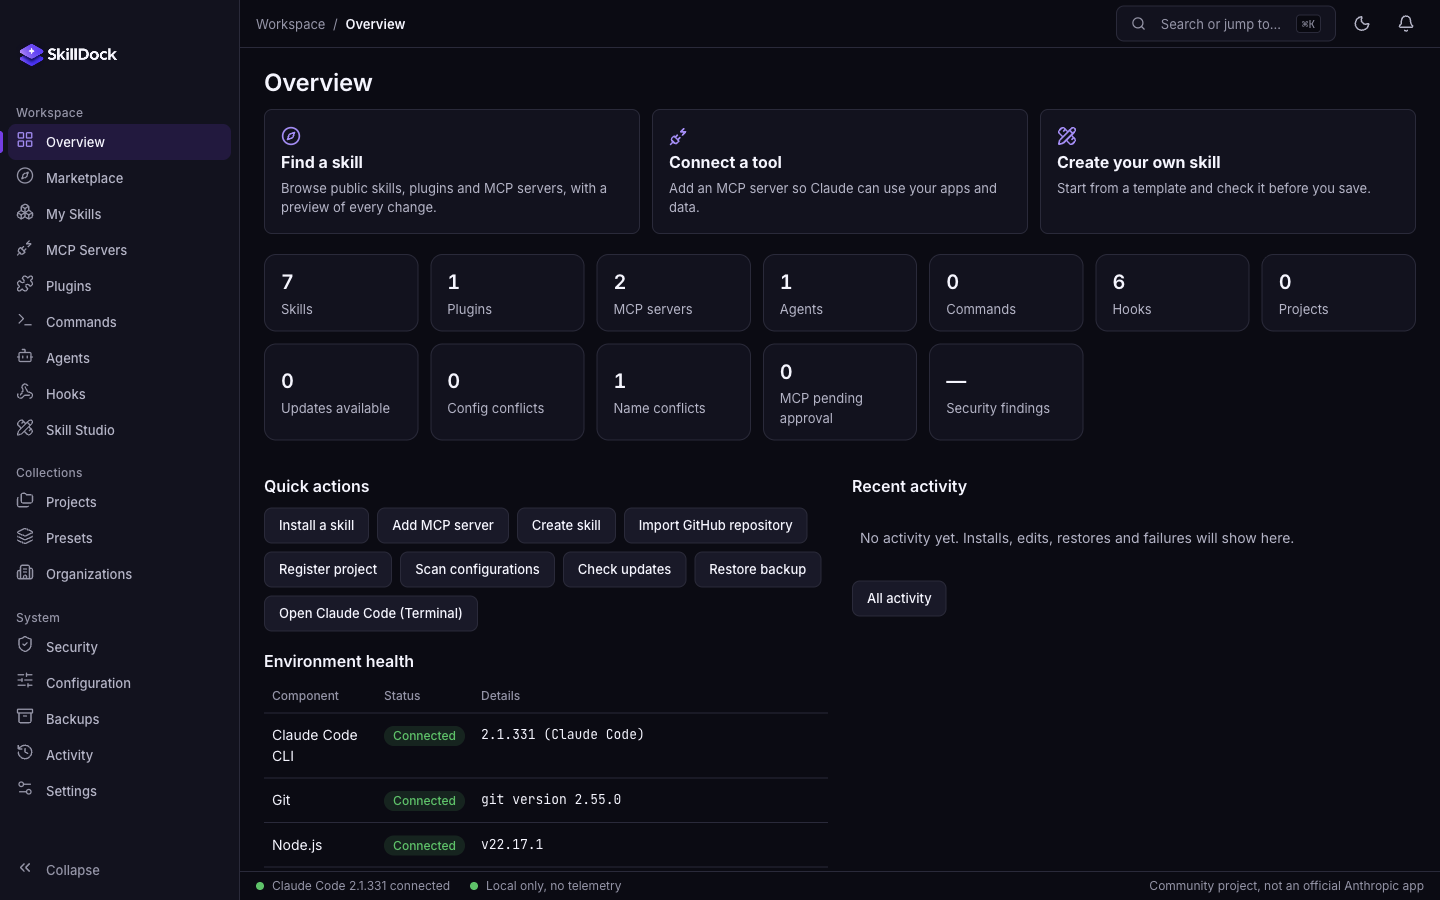 SkillDock
Workspace
Overview
Marketplace
My Skills
MCP Servers
Plugins
Commands
Agents
Hooks
Skill Studio
Collections
Projects
Presets
Organizations
System
Security
Configuration
Backups
Activity
Settings
Collapse
Workspace / Overview
Search or jump to... ⌘K
Overview
Find a skill
Browse public skills, plugins and MCP servers, with a
preview of every change.
Connect a tool
Add an MCP server so Claude can use your apps and
data.
Create your own skill
Start from a template and check it before you save.
7
Skills
1
Plugins
2
MCP servers
1
Agents
0
Commands
6
Hooks
0
Projects
0
Updates available
0
Config conflicts
1
Name conflicts
0
MCP pending
approval
—
Security findings
Quick actions
Install a skill
Add MCP server
Create skill
Import GitHub repository
Register project
Scan configurations
Check updates
Restore backup
Open Claude Code (Terminal)
Recent activity
No activity yet. Installs, edits, restores and failures will show here.
All activity
Environment health
Component Status Details
Claude Code
CLI
Connected
2.1.331 (Claude Code)
Git Connected git version 2.55.0
Node.js Connected v22.17.1
Claude Code 2.1.331 connected
Local only, no telemetry
Community project, not an official Anthropic app